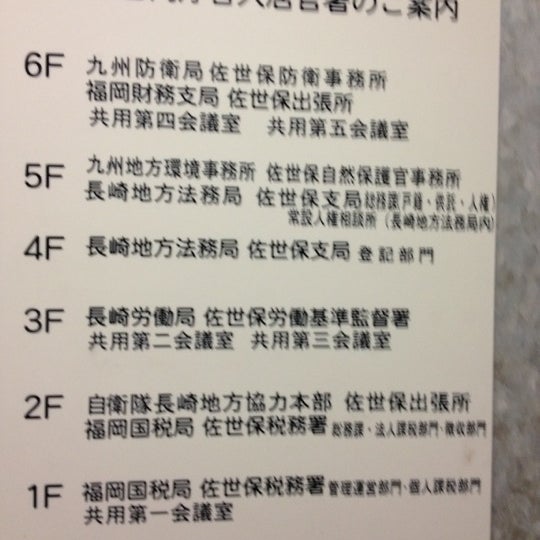 庁舎入居官署のご案内
6F 九州防衛局 佐世保防衛事務所
福岡財務支局 佐世保出張所
共用第四会議室 共用第五会議室
5F 九州地方環境事務所 佐世保自然保護官事務所
長崎地方法務局 佐世保支局 総務課(戸籍・供託・人権)
常設人権相談所(長崎地方法務局内)
4F 長崎地方法務局 佐世保支局 登記部門
3F 長崎労働局 佐世保労働基準監督署
共用第二会議室 共用第三会議室
2F 自衛隊長崎地方協力本部 佐世保出張所
福岡国税局 佐世保税務署 総務課・法人課税部門・徴収部門
1F 福岡国税局 佐世保税務署 管理運営部門・個人課税部門
共用第一会議室